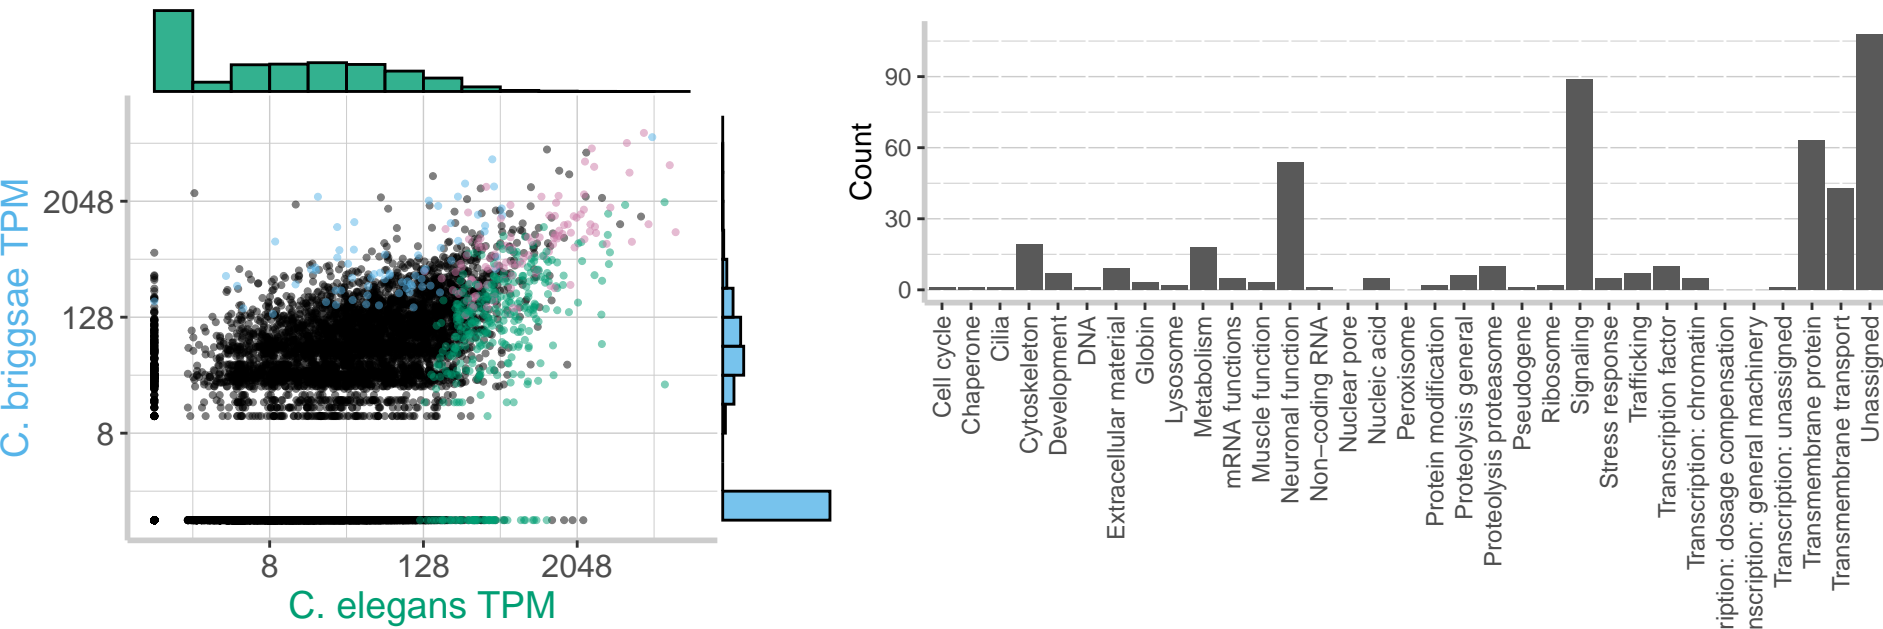 C. briggsae TPM
2048
128
8
8
128
2048
C. elegans TPM
Count
90
60
30
0
Cell cycle
Chaperone
Cilia
Cytoskeleton
Development
DNA
Extracellular material
Globin
Lysosome
Metabolism
mRNA functions
Muscle function
Neuronal function
Non−coding RNA
Nuclear pore
Nucleic acid
Peroxisome
Protein modification
Proteolysis general
Proteolysis proteasome
Pseudogene
Ribosome
Signaling
Stress response
Trafficking
Transcription factor
Transcription: chromatin
ription: dosage compensation
nscription: general machinery
Transcription: unassigned
Transmembrane protein
Transmembrane transport
Unassigned